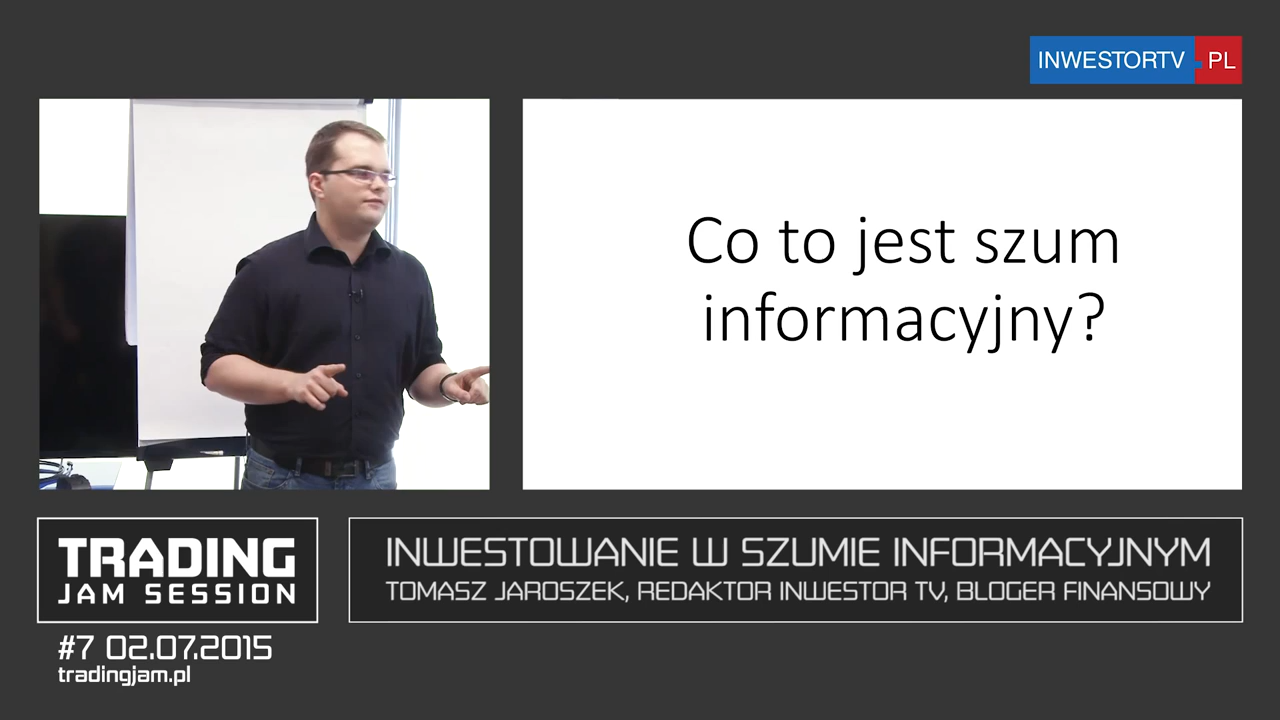 INWESTORTV.PL
Co to jest szum
informacyjny?
TRADING
JAM SESSION
INWESTOWANIE W SZUMIE INFORMACYJNYM
TOMASZ JAROSZEK, REDAKTOR INWESTOR TV, BLOGER FINANSOWY
#7 02.07.2015
tradingjam.pl